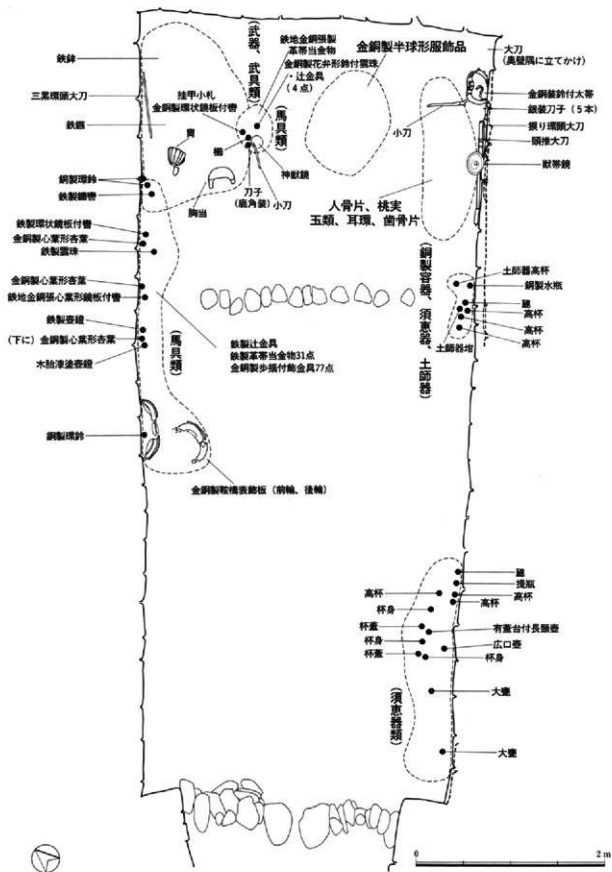 鉄鉾
三累環頭大刀
鉄鏃
冑
銅製環鈴
鉄製轡
鉄製環状鏡板付轡
金銅製心葉形杏葉
鉄製雲珠
金銅製心葉形杏葉
鉄地金銅張心葉形鏡板付轡
鉄製壺鐙
(下に) 金銅製心葉形杏葉
木胎漆塗壺鐙
銅製環鈴
(武器、武具類)
挂甲小札
金銅製環状鏡板付轡
櫛
胸当
刀子
(鹿角装)
小刀
神獣鏡
(馬具類)
鉄地金銅張製
革帯当金物
金銅製花弁形鈴付雲珠
・辻金具
(4点)
金銅製半球形服飾品
小刀
大刀
(奥壁隅に立てかけ)
金銅装鈴付大帯
銀装刀子 (5本)
捩り環頭大刀
頭椎大刀
獣帯鏡
人骨片、桃実
玉類、耳環、歯骨片
(銅製容器、須恵器、土師器)
土師器高杯
銅製水瓶
𤭯
高杯
高杯
高杯
土師器坩
(馬具類)
鉄製辻金具
鉄製革帯当金物31点
金銅製歩揺付飾金具77点
金銅製鞍橋表飾板 (前輪、後輪)
𤭯
提瓶
高杯
高杯
高杯
杯身
杯蓋
有蓋台付長頸壺
杯身
広口壺
杯蓋
杯身
大甕
(須恵器類)
大甕
0
2 m